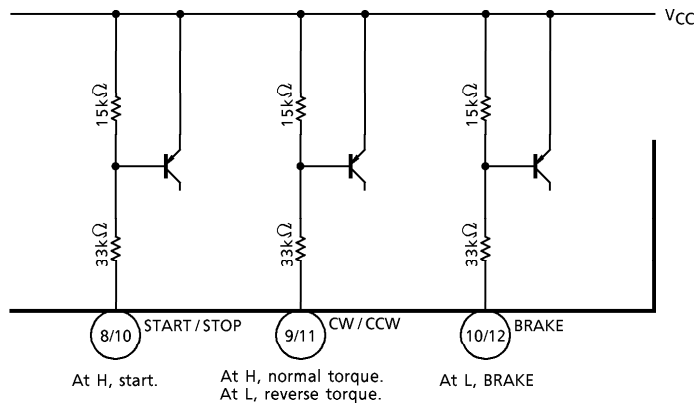 VCC
15kΩ 15kΩ 15kΩ
33kΩ 33kΩ 33kΩ
8/10 START / STOP 9/11 CW / CCW 10/12 BRAKE
At H, start. At H, normal torque. At L, BRAKE
At L, reverse torque.